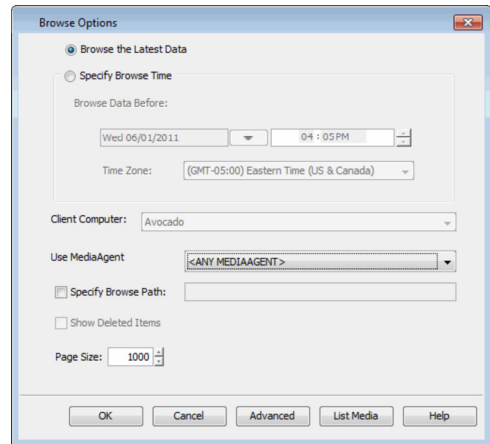 Browse Options
Browse the Latest Data
Specify Browse Time
Browse Data Before:
Wed 06/01/2011
04 : 05 PM
Time Zone:
(GMT-05:00) Eastern Time (US & Canada)
Client Computer:
Avocado
Use MediaAgent
<ANY MEDIAAGENT>
Specify Browse Path:
Show Deleted Items
Page Size:
1000
OK
Cancel
Advanced
List Media
Help